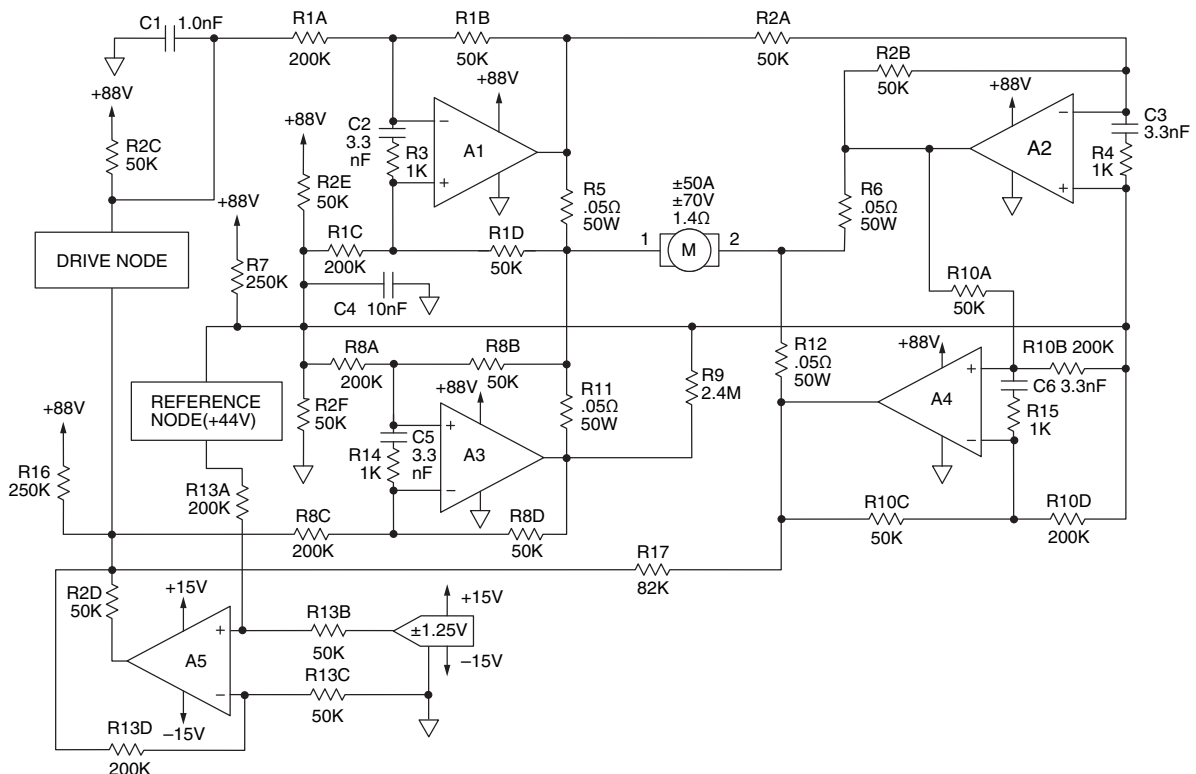 C1 1.0nF
R1A
200K
R1B
50K
R2A
50K
R2B
50K
+88V
R2C
50K
+88V
R2E
50K
C2
3.3
nF
R3
1K
+88V
−
A1
+
R5
.05Ω
50W
±50A
±70V
1.4Ω
1
M
2
R6
.05Ω
50W
+88V
−
A2
+
C3
3.3nF
R4
1K
DRIVE NODE
+88V
R7
250K
R1C
200K
R1D
50K
C4 10nF
R10A
50K
REFERENCE
NODE(+44V)
R8A
200K
R8B
50K
R2F
50K
+88V
+
A3
−
C5
3.3
nF
R14
1K
R11
.05Ω
50W
R9
2.4M
R12
.05Ω
50W
+88V
+
A4
−
R10B 200K
C6 3.3nF
R15
1K
+88V
R16
250K
R13A
200K
R8C
200K
R8D
50K
R10C
50K
R10D
200K
R17
82K
R2D
50K
+15V
+
A5
−
−15V
R13B
50K
R13C
50K
+15V
±1.25V
−15V
R13D
200K